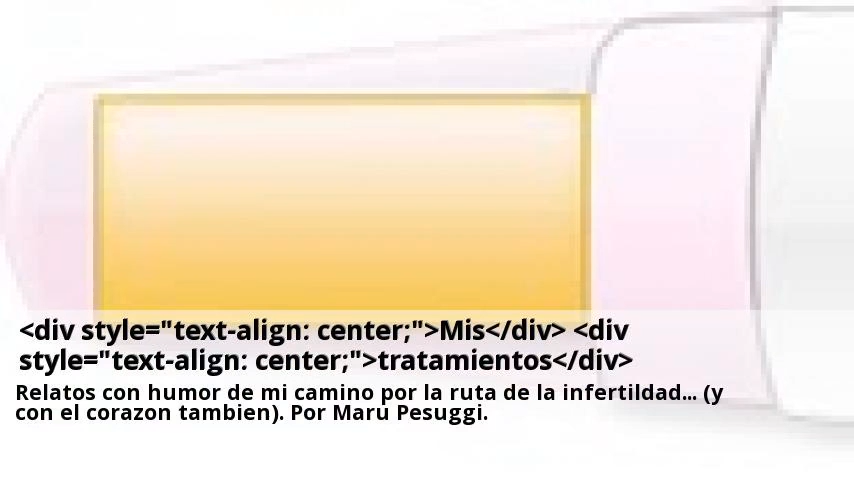 <div style="text-align: center;">Mis</div> <div
style="text-align: center;">tratamientos</div>
Relatos con humor de mi camino por la ruta de la infertildad... (y
con el corazon tambien). Por Maru Pesuggi.